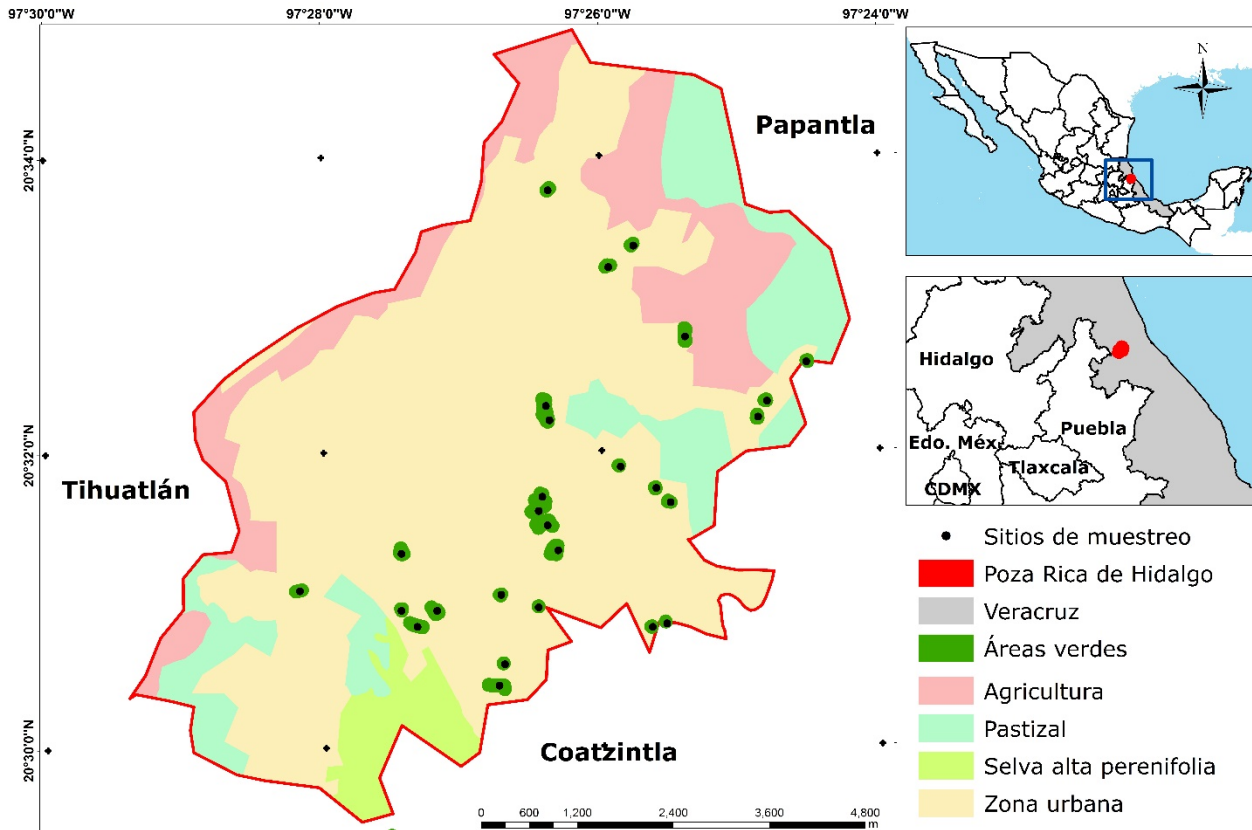 97°30'0"W
97°28'0"W
97°26'0"W
97°24'0"W
20°34'0"N
20°32'0"N
20°30'0"N
Papantla
Tihuatlán
Coatzintla
0 600 1,200 2,400 3,600 4,800
m
N
Hidalgo
Edo. Méx
CDMX
Tlaxcala
Puebla
Sitios de muestreo
Poza Rica de Hidalgo
Veracruz
Áreas verdes
Agricultura
Pastizal
Selva alta perenifolia
Zona urbana